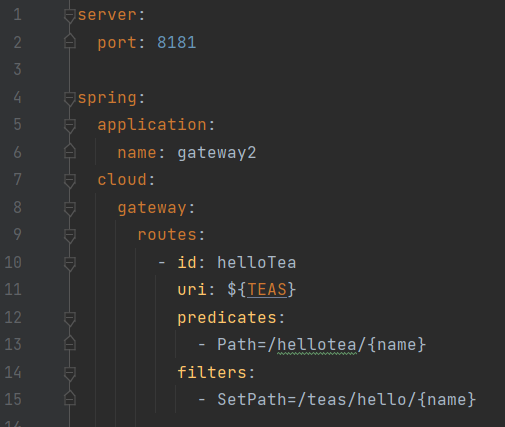 1 server:
2   port: 8181
3
4 spring:
5   application:
6     name: gateway2
7   cloud:
8     gateway:
9       routes:
10         - id: helloTea
11           uri: ${TEAS}
12           predicates:
13             - Path=/hellotea/{name}
14           filters:
15             - SetPath=/teas/hello/{name}